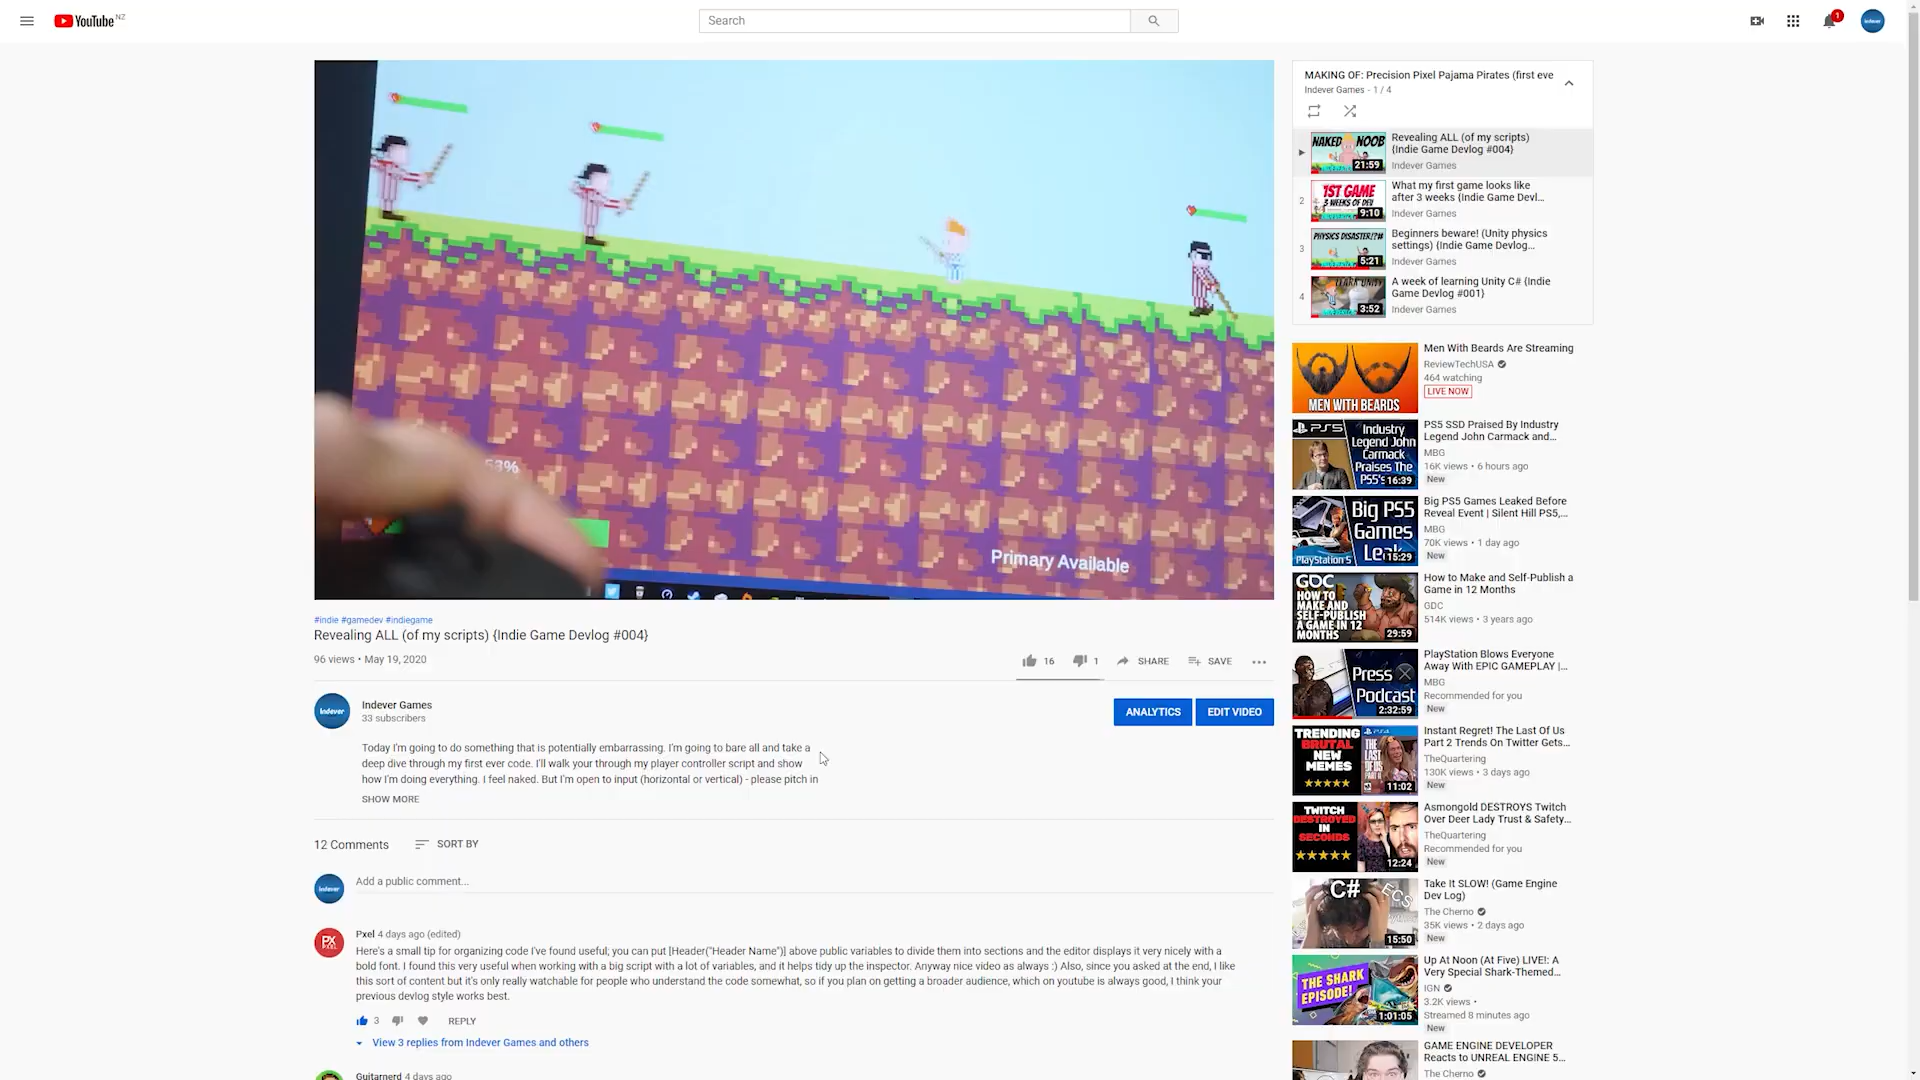 YouTube NZ
Search
1
Indever
53%
Primary Available
#indie #gamedev #indiegame
Revealing ALL (of my scripts) {Indie Game Devlog #004}
96 views • May 19, 2020
16
1
SHARE
SAVE
Indever
Indever Games
33 subscribers
ANALYTICS
EDIT VIDEO
Today I'm going to do something that is potentially embarrassing. I'm going to bare all and take a
deep dive through my first ever code. I'll walk your through my player controller script and show
how I'm doing everything. I feel naked. But I'm open to input (horizontal or vertical) - please pitch in
SHOW MORE
12 Comments
SORT BY
Indever
Add a public comment...
PX
PXEL
Pxel 4 days ago (edited)
Here's a small tip for organizing code I've found useful; you can put [Header("Header Name")] above public variables to divide them into sections and the editor displays it very nicely with a
bold font. I found this very useful when working with a big script with a lot of variables, and it helps tidy up the inspector. Anyway nice video as always :) Also, since you asked at the end, I like
this sort of content but it's only really watchable for people who understand the code somewhat, so if you plan on getting a broader audience, which on youtube is always good, I think your
previous devlog style works best.
3
REPLY
View 3 replies from Indever Games and others
Guitarnerd 4 days ago
MAKING OF: Precision Pixel Pajama Pirates (first eve
Indever Games - 1 / 4
NAKED NOOB
21:59
Revealing ALL (of my scripts)
{Indie Game Devlog #004}
Indever Games
2
1ST GAME
3 WEEKS OF DEV
9:10
What my first game looks like
after 3 weeks {Indie Game Devl...
Indever Games
3
PHYSICS DISASTER!?#
5:21
Beginners beware! (Unity physics
settings) {Indie Game Devlog...
Indever Games
4
LEARN UNITY
3:52
A week of learning Unity C# {Indie
Game Devlog #001}
Indever Games
MEN WITH BEARDS
Men With Beards Are Streaming
ReviewTechUSA
464 watching
LIVE NOW
PS5
Industry
Legend John
Carmack
Praises The
PS5's
16:39
PS5 SSD Praised By Industry
Legend John Carmack and...
MBG
16K views • 6 hours ago
New
Big PS5
Games
Leak
PlayStation 5
15:29
Big PS5 Games Leaked Before
Reveal Event | Silent Hill PS5,...
MBG
70K views • 1 day ago
New
GDC
HOW TO
MAKE AND
SELF-PUBLISH
A GAME IN 12
MONTHS
29:59
How to Make and Self-Publish a
Game in 12 Months
GDC
514K views • 3 years ago
Press
Podcast
2:32:59
PlayStation Blows Everyone
Away With EPIC GAMEPLAY |...
MBG
Recommended for you
New
TRENDING
BRUTAL
NEW
MEMES
PS4
THE LAST OF US
11:02
Instant Regret! The Last Of Us
Part 2 Trends On Twitter Gets...
TheQuartering
130K views • 3 days ago
New
TWITCH
DESTROYED
IN
SECONDS
12:24
Asmongold DESTROYS Twitch
Over Deer Lady Trust & Safety...
TheQuartering
Recommended for you
New
C#
ECS
15:50
Take It SLOW! (Game Engine
Dev Log)
The Cherno
35K views • 2 days ago
New
THE SHARK
EPISODE!
1:01:05
Up At Noon (At Five) LIVE!: A
Very Special Shark-Themed...
IGN
3.2K views •
Streamed 8 minutes ago
New
GAME ENGINE DEVELOPER
Reacts to UNREAL ENGINE 5...
The Cherno